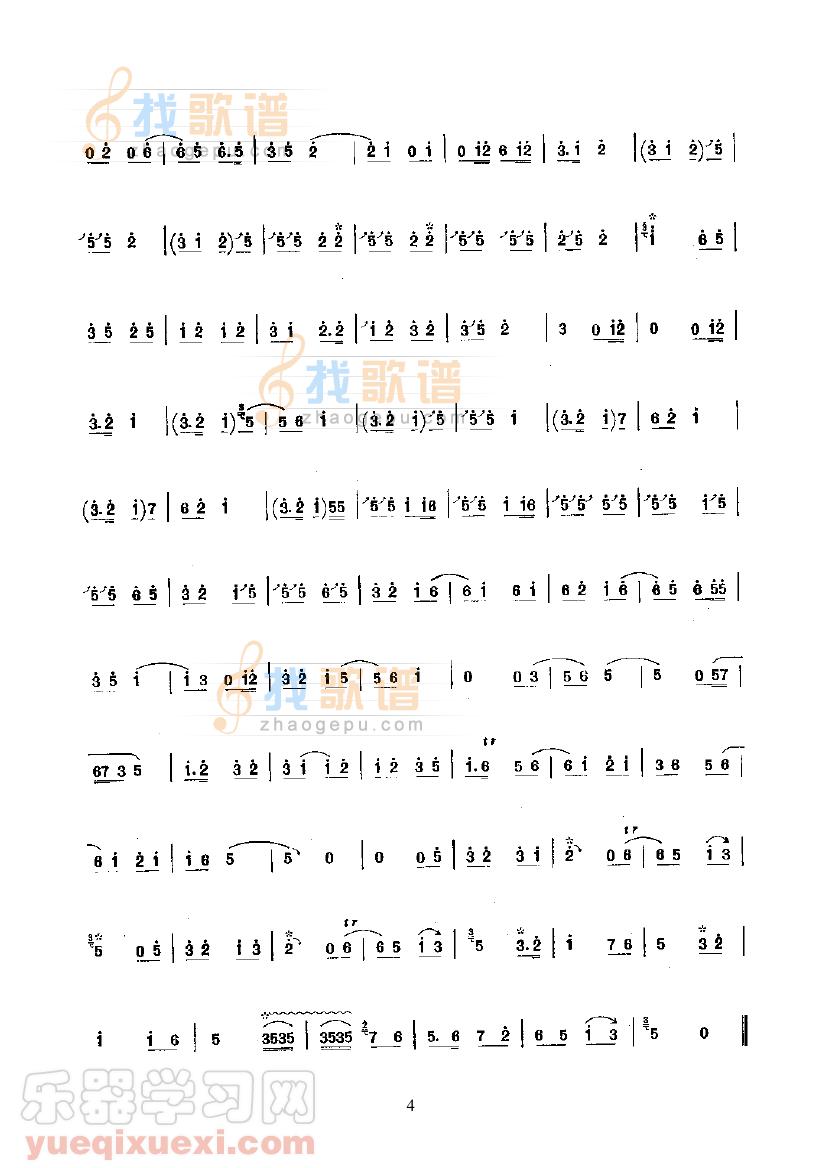 找歌谱
zhaogepu.com
0 2̇ 0 6 | 6 5̇ 6.5̇ | 3̇ 5̇ 2̇ | 2̇ i 0 i | 0 i2̇ 6 i2̇ | 3̇. i 2̇ | (3̇ i 2̇) 5̇ |
5̇ 5̇ 2̇ | (3̇ i 2̇) 5̇ | 5̇ 5̇ 2̇ 2̇ | 5̇ 5̇ 2̇ 2̇ | 5̇ 5̇ 5̇ 5̇ | 2̇ 5̇ 2̇ | i 6 5̇ |
3̇ 5̇ 2̇ 5̇ | i 2̇ i 2̇ | 3̇ i 2̇. 2̇ | i 2̇ 3̇ 2̇ | 3̇ 5̇ 2̇ | 3 0 i2̇ | 0 0 i2̇ |
找歌谱
zhaogepu.com
3̇. 2̇ i | (3̇. 2̇ i) 5 | 5 6 i | (3̇. 2̇ i) 5 | 5 5 i | (3̇. 2̇ i) 7 | 6 2̇ i |
(3̇. 2̇ i) 7 | 6 2̇ i | (3̇. 2̇ i) 55 | 5 5 i i6 | 5 5 i i6 | 5 5 5 5 | 5 5 i 5 |
5 5 6 5 | 3̇ 2̇ i 5 | 5 5 6 5 | 3̇ 2̇ i 6 | 6 i 6 i | 6 2̇ i 6 | 6 5 6 55 |
找歌谱
zhaogepu.com
3̇ 5̇ i | i 3 0 i2̇ | 3̇ 2̇ i 5 | 5 6 i | 0 0 3 | 5 6 5 | 5 0 57 |
67 3 5 | i. 2̇ 3̇ 2̇ | 3̇ i i 2̇ | i 2̇ 3̇ 5̇ | i. 6 5 6 | 6 i 2̇ i | 3 6 5 6 |
tr
6 i 2̇ i | i 6 5 | 5 0 | 0 0 5̇ | 3̇ 2̇ 3̇ i | 2̇ 0 6 | 6 5 i 3̇ |
tr
5̇ 0 5̇ | 3̇ 2̇ i 3̇ | 2̇ 0 6 | 6 5 i 3̇ | 5 3̇. 2̇ | i 7 6 | 5 3̇ 2̇ |
tr
i i 6 | 5 3535 | 3535 7 6 | 5. 6 7 2̇ | 6 5 i 3 | 5 0 ‖
4
乐器学习网
yueqixuexi.com